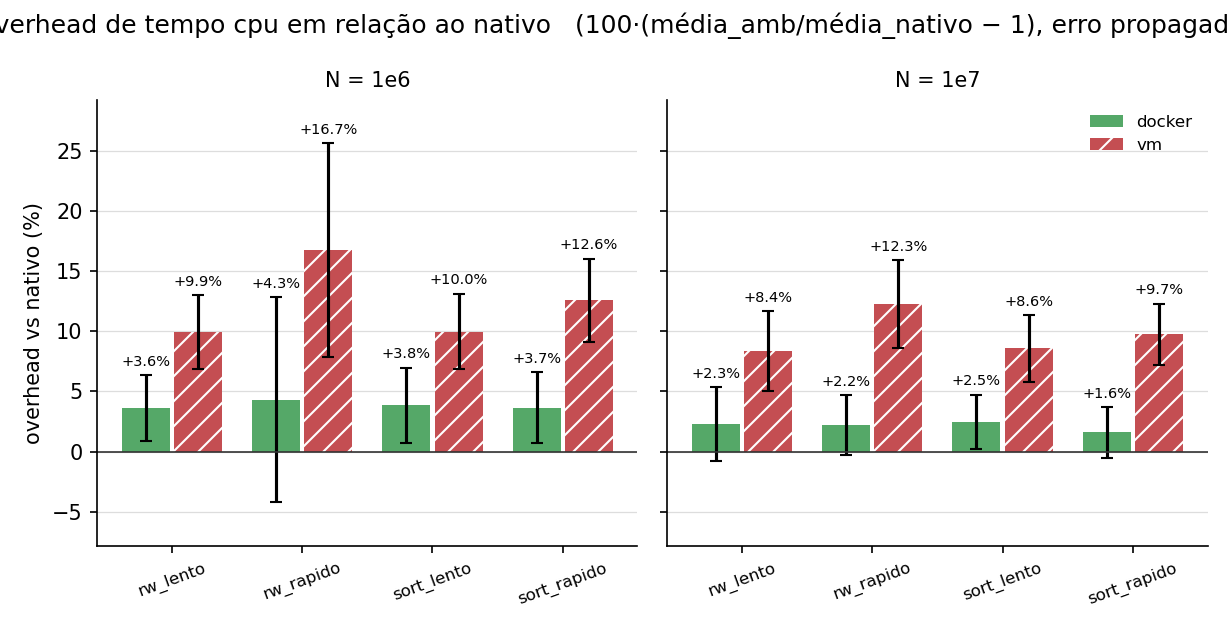 verhead de tempo cpu em relação ao nativo (100·(média_amb/média_nativo − 1), erro propagad
N = 1e6
N = 1e7
overhead vs nativo (%)
25
20
15
10
5
0
−5
+3.6%
+9.9%
+4.3%
+16.7%
+3.8%
+10.0%
+3.7%
+12.6%
rw_lento
rw_rapido
sort_lento
sort_rapido
docker
vm
+2.3%
+8.4%
+2.2%
+12.3%
+2.5%
+8.6%
+1.6%
+9.7%
rw_lento
rw_rapido
sort_lento
sort_rapido